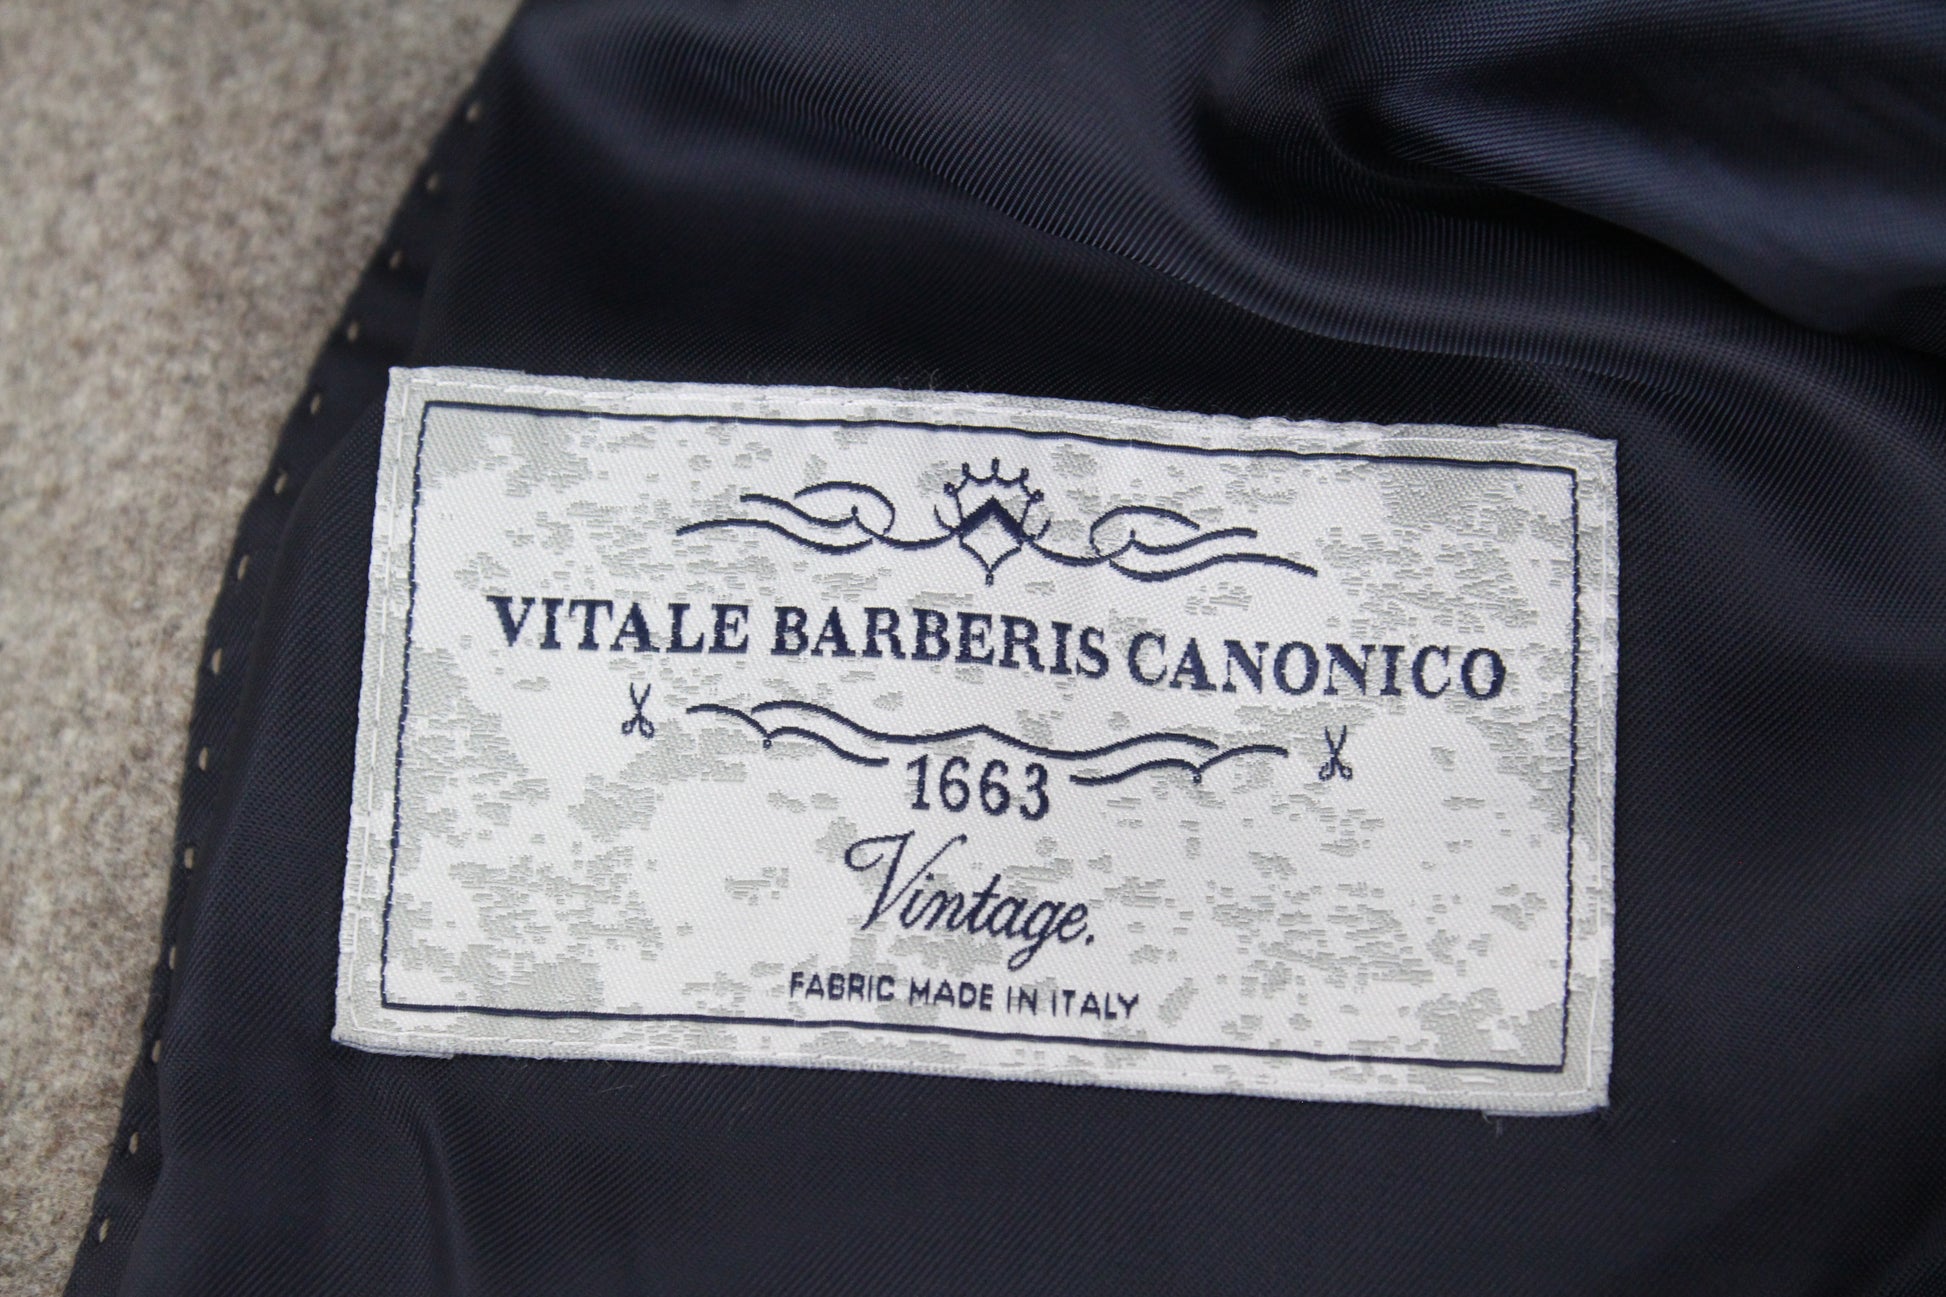 VITALE BARBERIS CANONICO
1663
Vintage.
FABRIC MADE IN ITALY